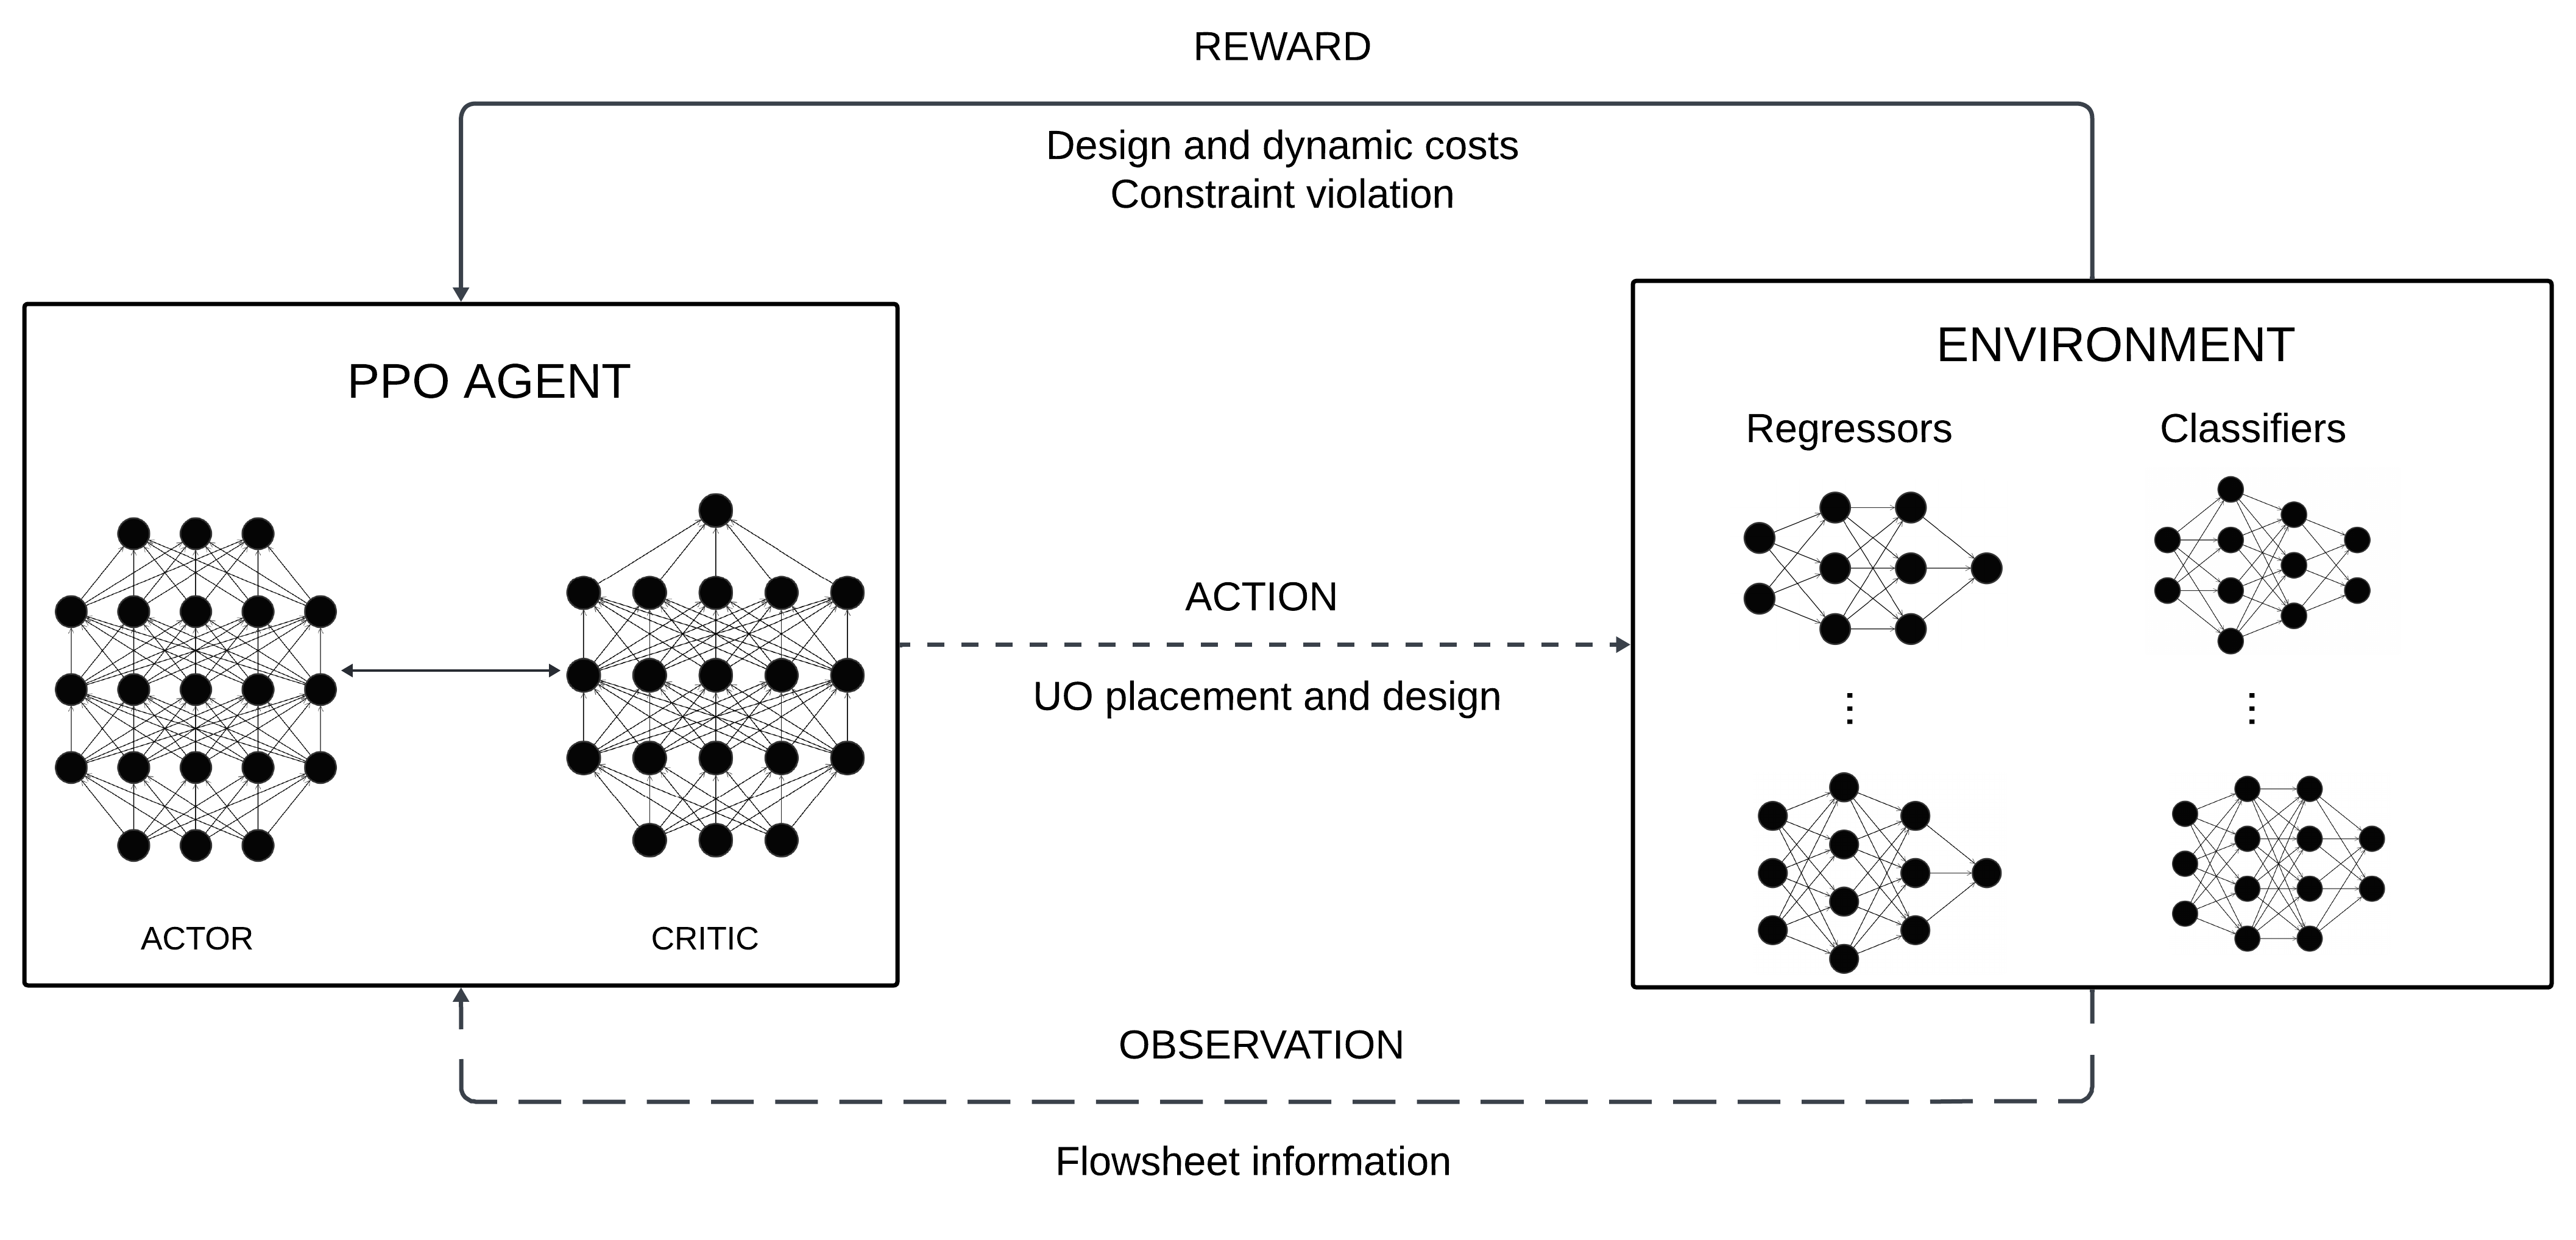 REWARD
Design and dynamic costs
Constraint violation
PPO AGENT
ACTOR
CRITIC
ACTION
UO placement and design
ENVIRONMENT
Regressors
Classifiers
⋮
⋮
OBSERVATION
Flowsheet information